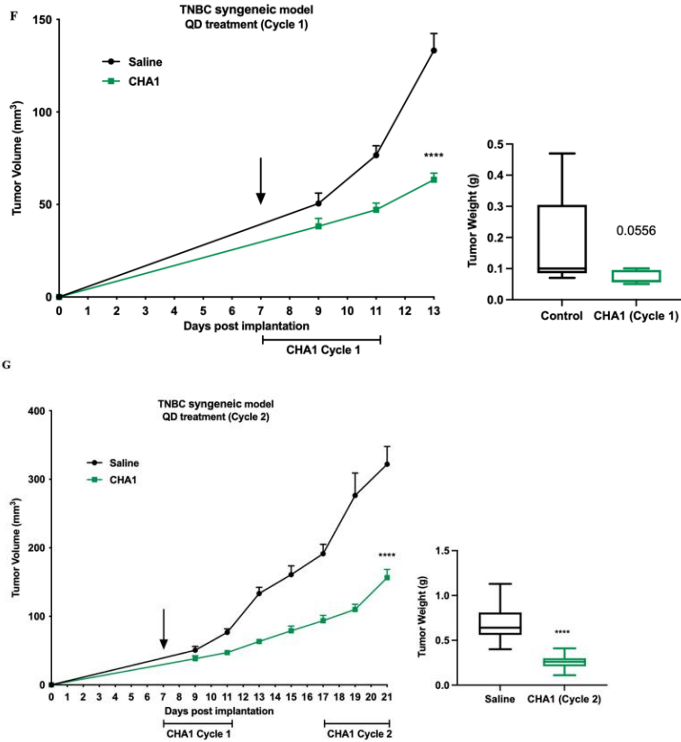 F
TNBC syngeneic model
QD treatment (Cycle 1)
Saline
CHA1
Tumor Volume (mm³)
150
100
50
0
0 1 2 3 4 5 6 7 8 9 10 11 12 13
Days post implantation
CHA1 Cycle 1
****
Tumor Weight (g)
0.5
0.4
0.3
0.2
0.1
0.0
0.0556
Control CHA1 (Cycle 1)
G
TNBC syngeneic model
QD treatment (Cycle 2)
Saline
CHA1
Tumor Volume (mm³)
400
300
200
100
0
0 1 2 3 4 5 6 7 8 9 10 11 12 13 14 15 16 17 18 19 20 21
Days post implantation
CHA1 Cycle 1 CHA1 Cycle 2
****
Tumor Weight (g)
1.5
1.0
0.5
0.0
****
Saline CHA1 (Cycle 2)